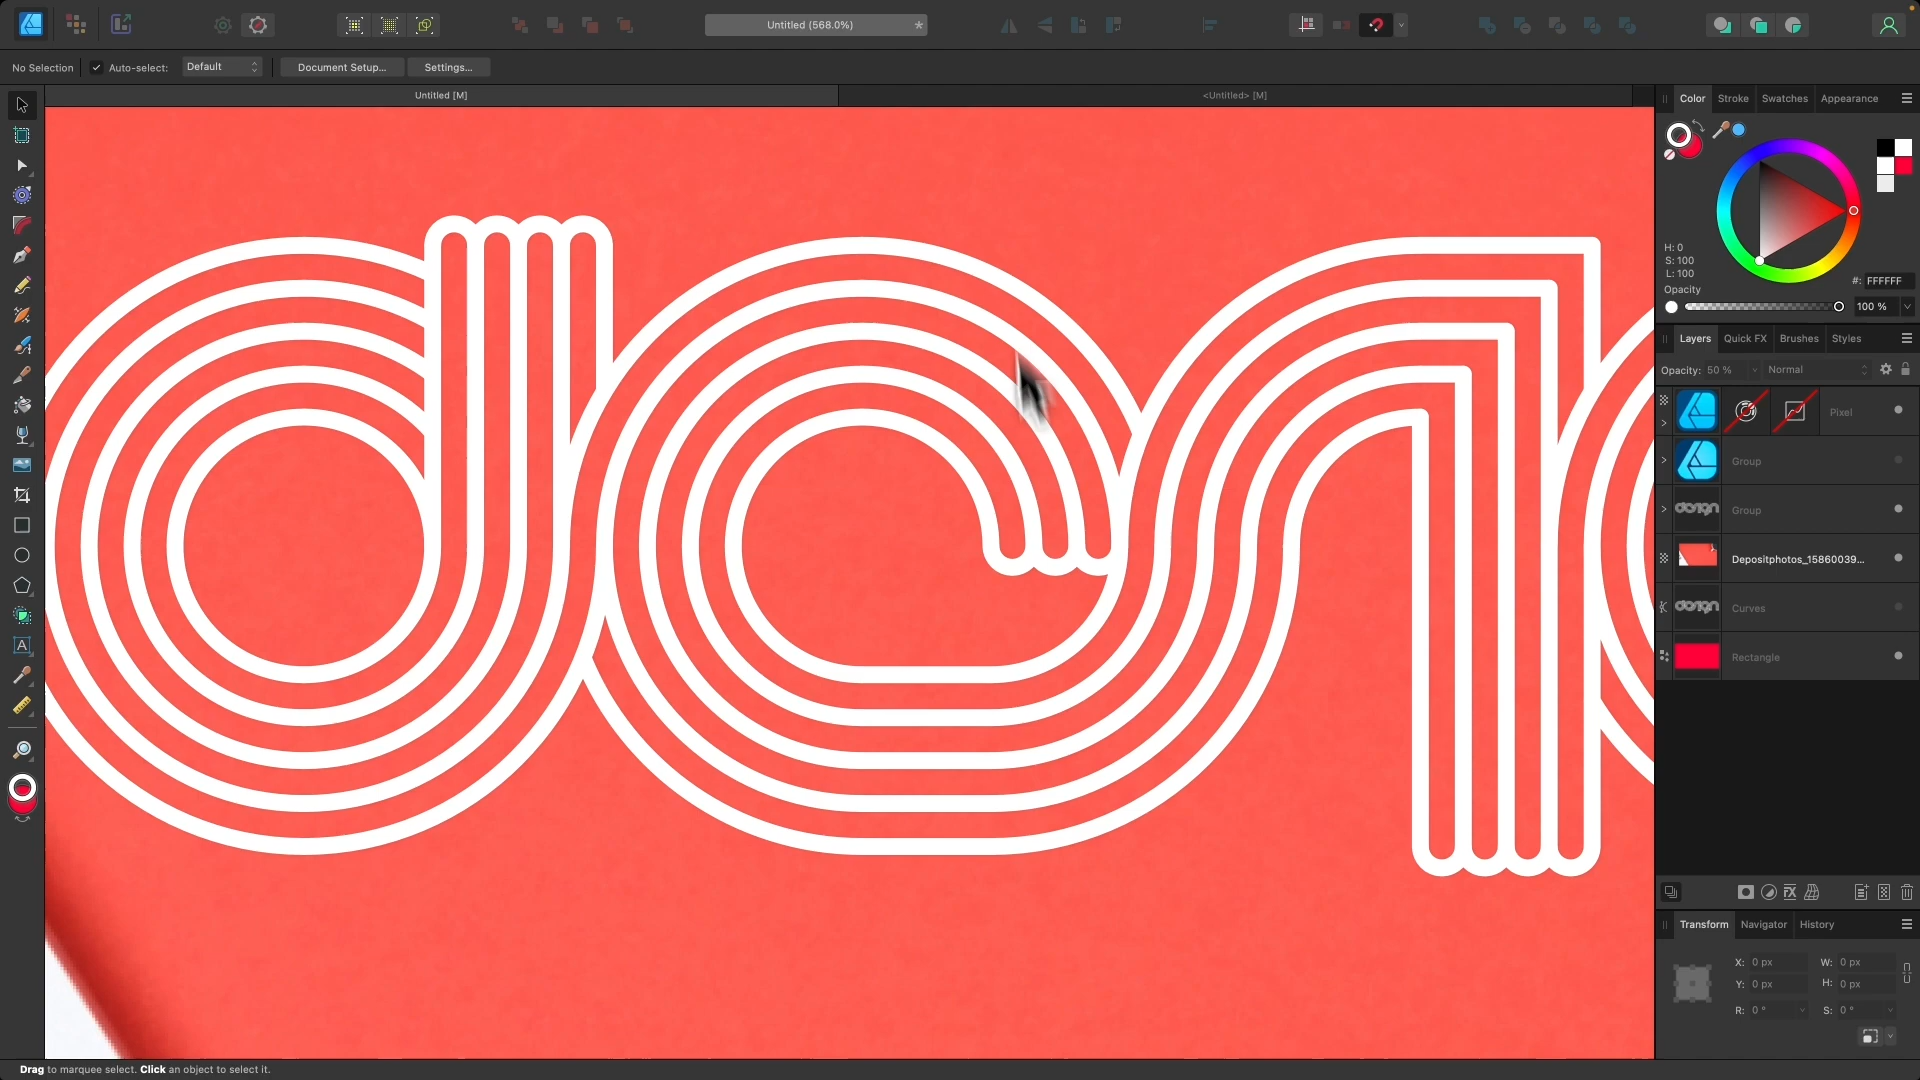 Untitled (568.0%)
*
No Selection
Auto-select:
Default
Document Setup...
Settings...
Untitled [M]
<Untitled> [M]
Color
Stroke
Swatches
Appearance
H: 0
S: 100
L: 100
#: FFFFFF
Opacity
100 %
Layers
Quick FX
Brushes
Styles
Opacity: 50 %
Normal
Pixel
Group
design
Group
Depositphotos_15860039...
design
Curves
Rectangle
FX
Transform
Navigator
History
X: 0 px
W: 0 px
Y: 0 px
H: 0 px
R: 0 °
S: 0 °
A
Drag to marquee select. Click an object to select it.